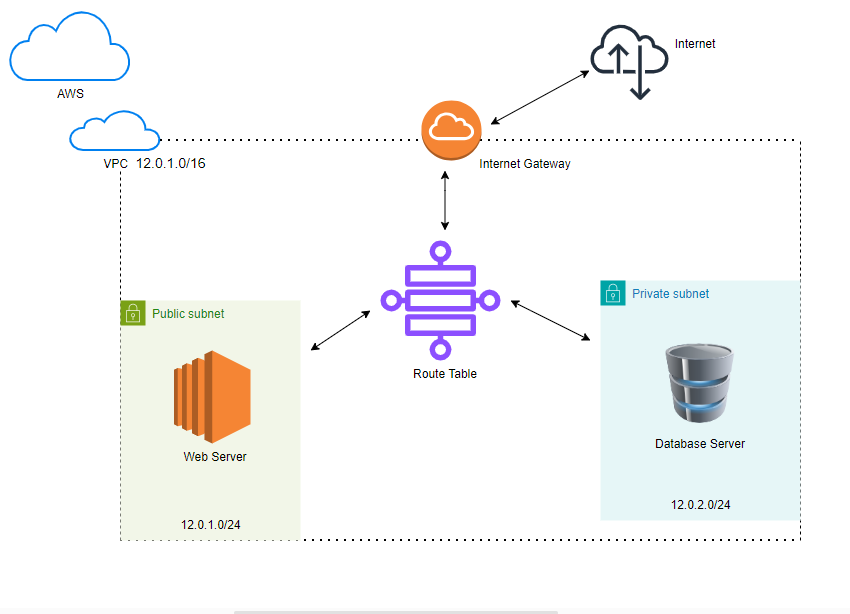 Internet
AWS
VPC 12.0.1.0/16
Internet Gateway
Private subnet
Public subnet
Route Table
Database Server
Web Server
12.0.2.0/24
12.0.1.0/24